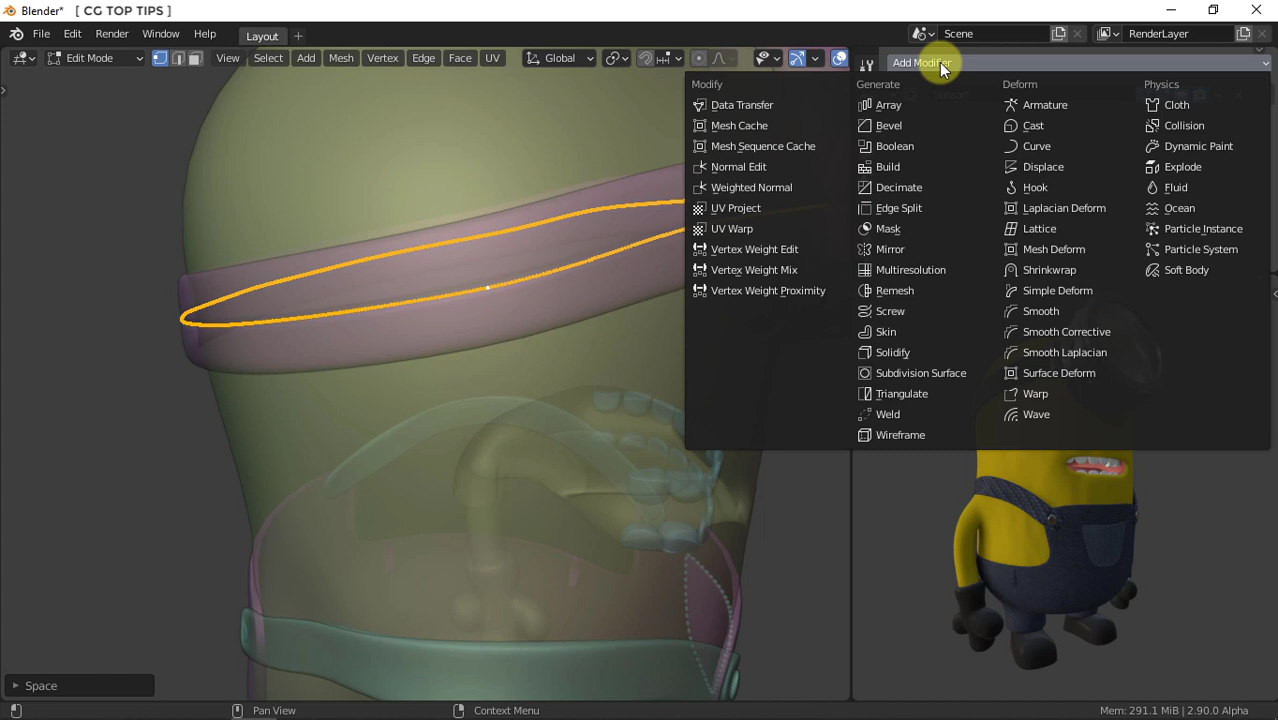 Blender* [ CG TOP TIPS ]
File Edit Render Window Help Layout + Scene RenderLayer
Edit Mode View Select Add Mesh Vertex Edge Face UV Global Add Modifier
Modify Generate Deform Physics
Data Transfer Array Armature Cloth
Mesh Cache Bevel Cast Collision
Mesh Sequence Cache Boolean Curve Dynamic Paint
Normal Edit Build Displace Explode
Weighted Normal Decimate Hook Fluid
UV Project Edge Split Laplacian Deform Ocean
UV Warp Mask Lattice Particle Instance
Vertex Weight Edit Mirror Mesh Deform Particle System
Vertex Weight Mix Multiresolution Shrinkwrap Soft Body
Vertex Weight Proximity Remesh Simple Deform
Screw Smooth
Skin Smooth Corrective
Solidify Smooth Laplacian
Subdivision Surface Surface Deform
Triangulate Warp
Weld Wave
Wireframe
Space
Pan View Context Menu Mem: 291.1 MiB | 2.90.0 Alpha